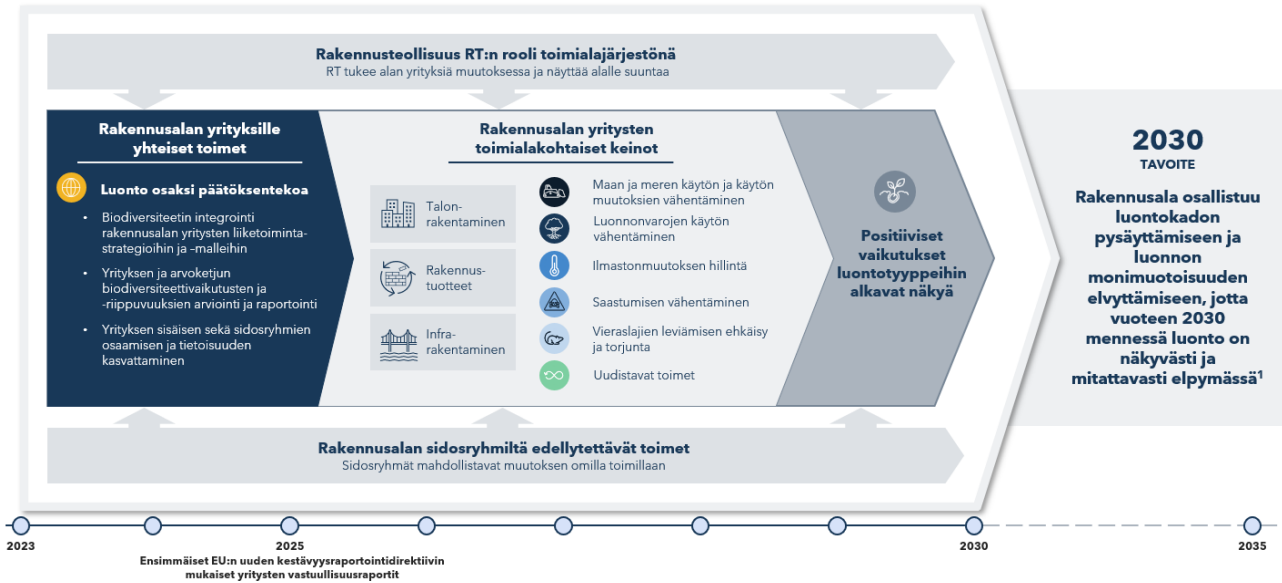 Rakennusteollisuus RT:n rooli toimialajärjestönä
RT tukee alan yrityksiä muutoksessa ja näyttää alalle suuntaa
Rakennusalan yrityksille
yhteiset toimet
Luonto osaksi päätöksentekoa
• Biodiversiteetin integrointi
rakennusalan yritysten liiketoiminta-
strategioihin ja –malleihin
• Yrityksen ja arvoketjun
biodiversiteettivaikutusten ja
-riippuvuuksien arviointi ja raportointi
• Yrityksen sisäisen sekä sidosryhmien
osaamisen ja tietoisuuden
kasvattaminen
Rakennusalan yritysten
toimialakohtaiset keinot
Talon-
rakentaminen
Rakennus-
tuotteet
Infra-
rakentaminen
Maan ja meren käytön ja käytön
muutoksien vähentäminen
Luonnonvarojen käytön
vähentäminen
Ilmastonmuutoksen hillintä
Saastumisen vähentäminen
Vieraslajien leviämisen ehkäisy
ja torjunta
Uudistavat toimet
Positiiviset
vaikutukset
luontotyyppeihin
alkavat näkyä
2030
TAVOITE
Rakennusala osallistuu
luontokadon
pysäyttämiseen ja
luonnon
monimuotoisuuden
elvyttämiseen, jotta
vuoteen 2030
mennessä luonto on
näkyvästi ja
mitattavasti elpymässä¹
Rakennusalan sidosryhmiltä edellytettävät toimet
Sidosryhmät mahdollistavat muutoksen omilla toimillaan
2023
2025
2030
2035
Ensimmäiset EU:n uuden kestävyysraportointidirektiivin
mukaiset yritysten vastuullisuusraportit